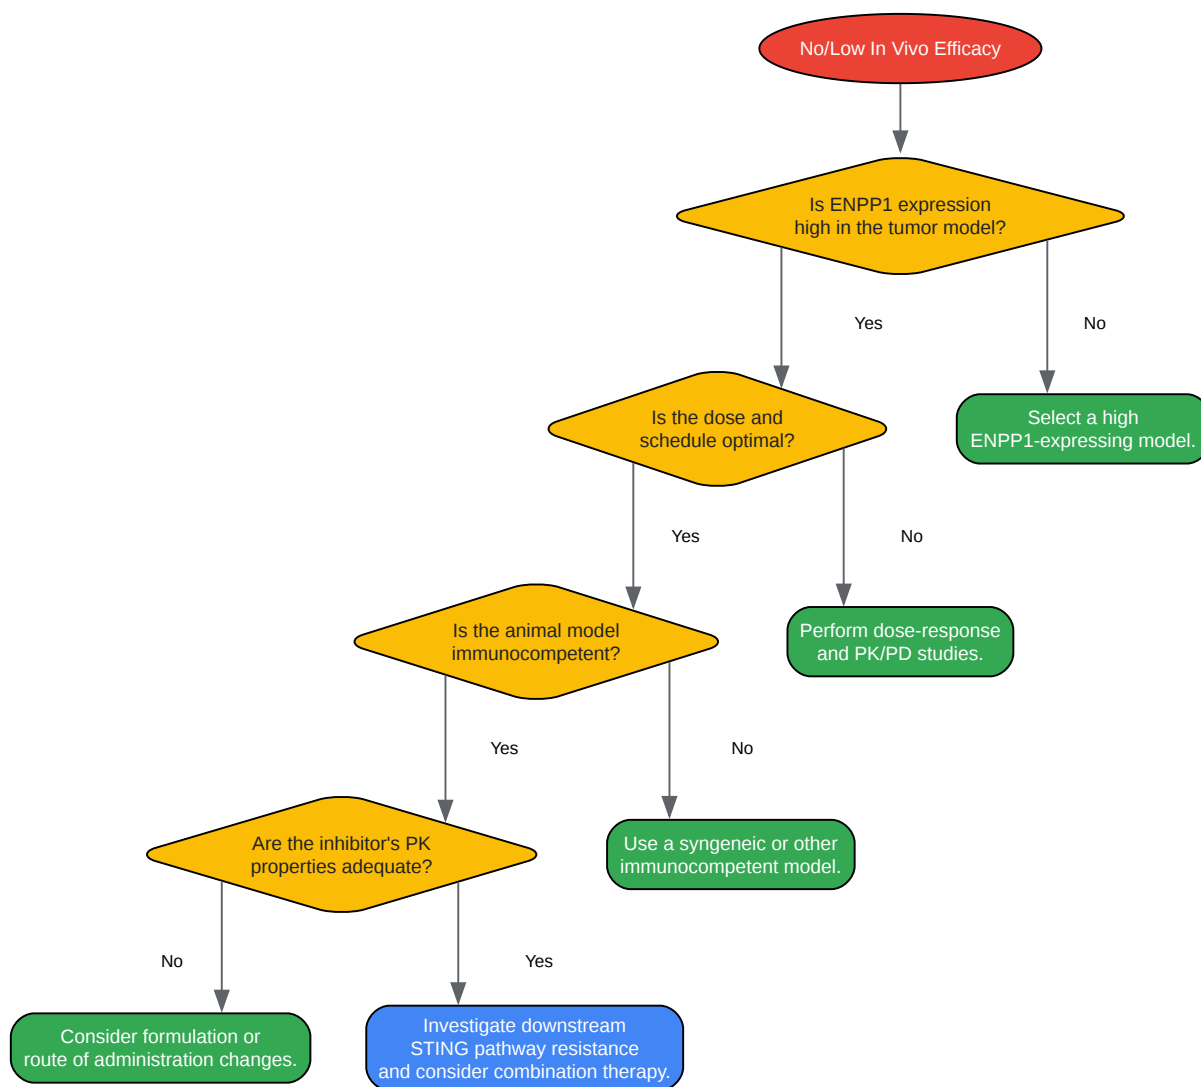 No/Low In Vivo Efficacy
Is ENPP1 expression
high in the tumor model?
Yes
No
Is the dose and
schedule optimal?
Select a high
ENPP1-expressing model.
Yes
No
Is the animal model
immunocompetent?
Perform dose-response
and PK/PD studies.
Yes
No
Are the inhibitor's PK
properties adequate?
Use a syngeneic or other
immunocompetent model.
No
Yes
Consider formulation or
route of administration changes.
Investigate downstream
STING pathway resistance
and consider combination therapy.